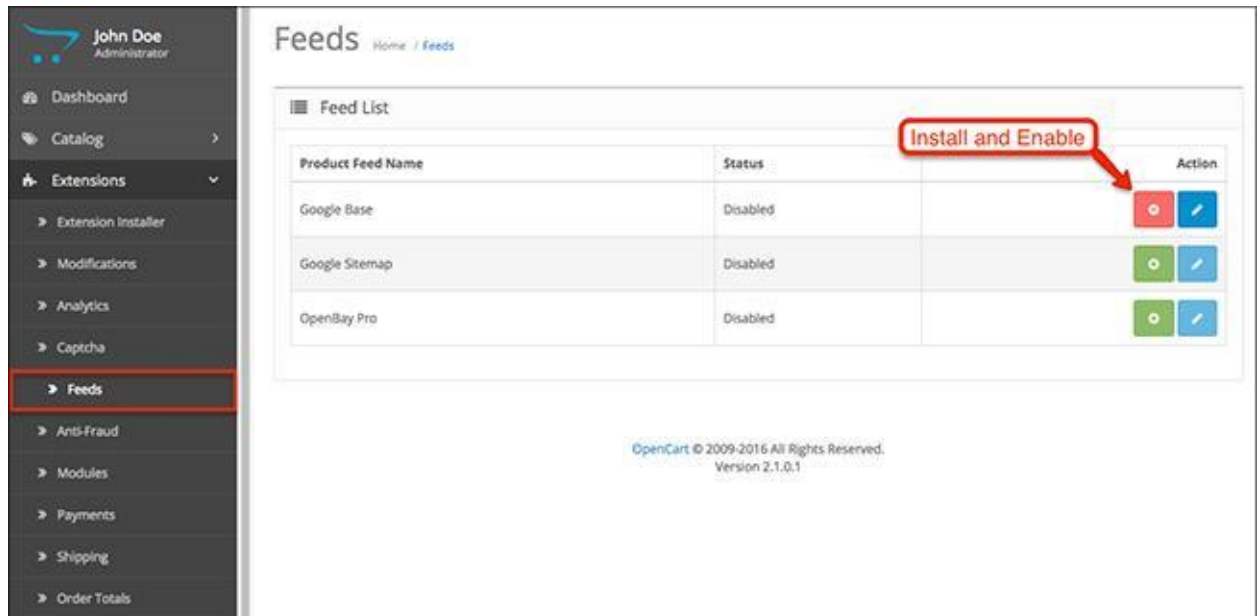 John Doe
Administrator
Dashboard
Catalog
Extensions
Extension Installer
Modifications
Analytics
Captcha
Feeds
Anti-Fraud
Modules
Payments
Shipping
Order Totals
Feeds Home / Feeds
Feed List
Install and Enable
Product Feed Name Status Action
Google Base Disabled
Google Sitemap Disabled
OpenBay Pro Disabled
OpenCart © 2009-2016 All Rights Reserved.
Version 2.1.0.1